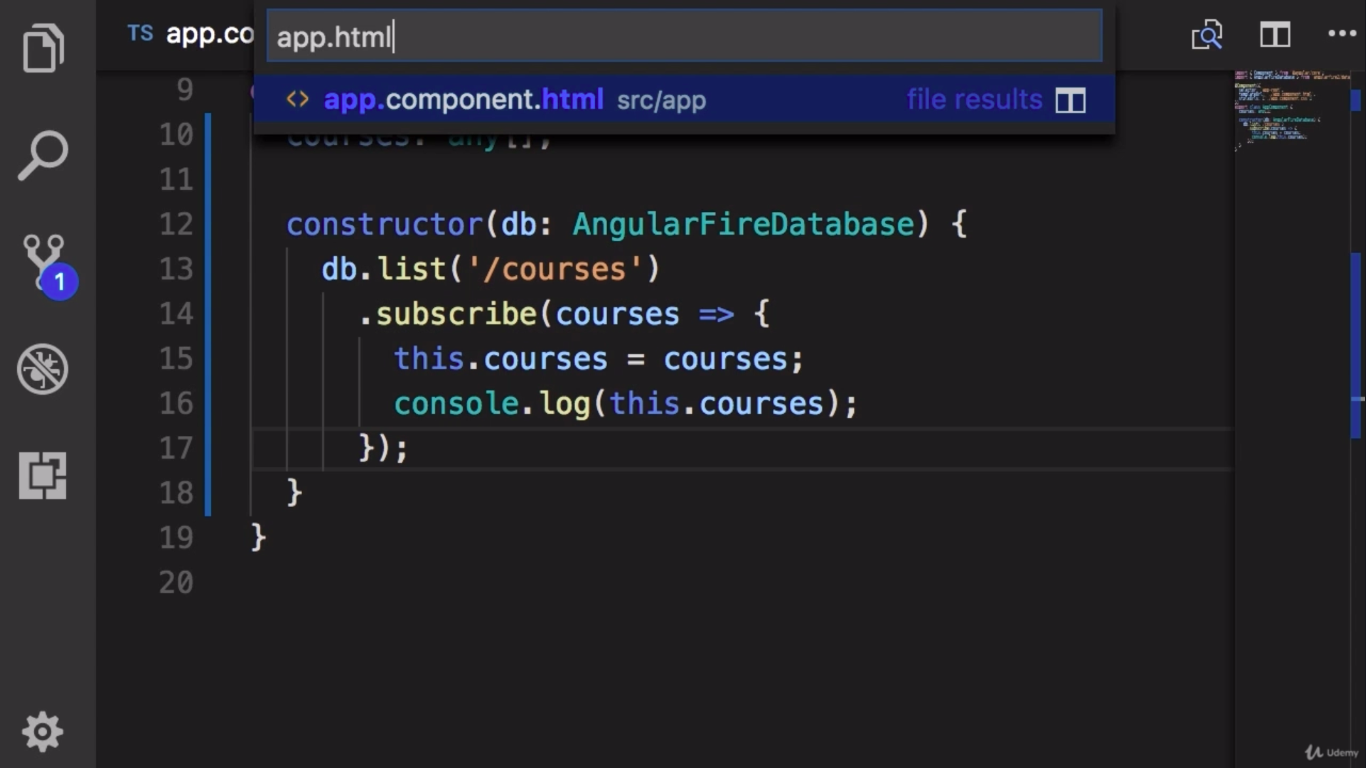 TS app.co
app.html
<> app.component.html src/app file results
9
10 courses: any[];
11
12 constructor(db: AngularFireDatabase) {
13 db.list('/courses')
14 .subscribe(courses => {
15 this.courses = courses;
16 console.log(this.courses);
17 });
18 }
19 }
20
1
Udemy